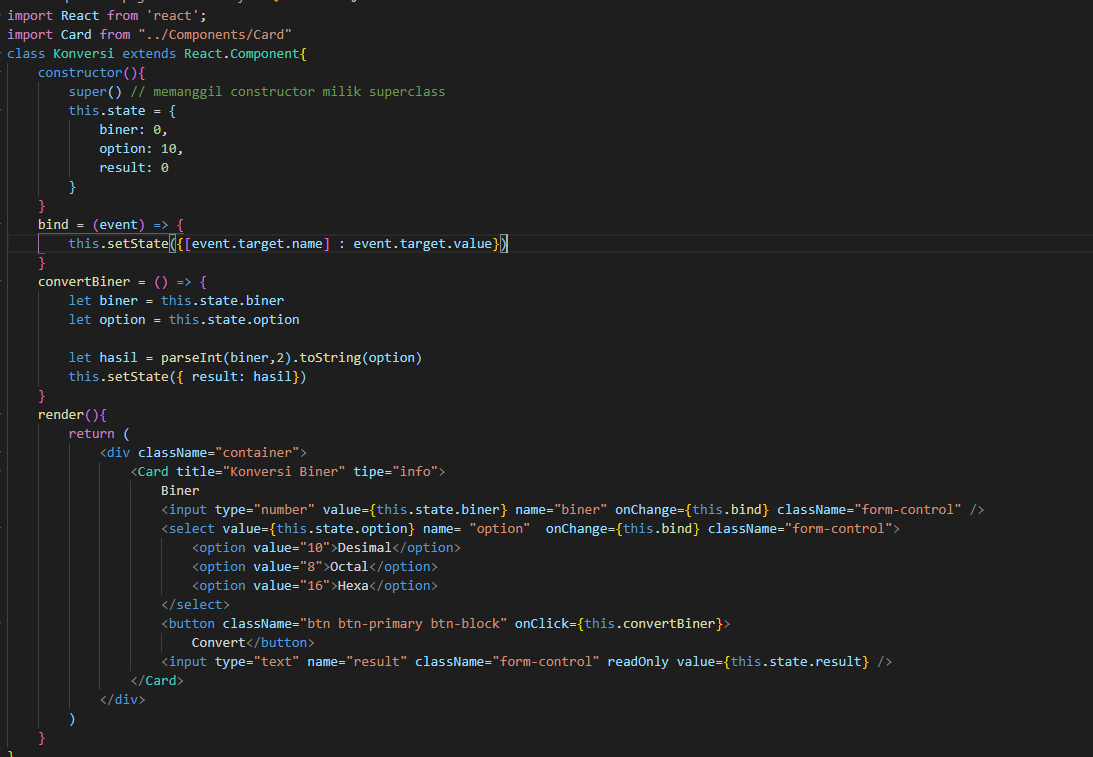 import React from 'react';
import Card from "../Components/Card"
class Konversi extends React.Component{
    constructor(){
        super() // memanggil constructor milik superclass
        this.state = {
            biner: 0,
            option: 10,
            result: 0
        }
    }
    bind = (event) => {
        this.setState({[event.target.name] : event.target.value})
    }
    convertBiner = () => {
        let biner = this.state.biner
        let option = this.state.option

        let hasil = parseInt(biner,2).toString(option)
        this.setState({ result: hasil})
    }
    render(){
        return (
            <div className="container">
                <Card title="Konversi Biner" tipe="info">
                    Biner
                    <input type="number" value={this.state.biner} name="biner" onChange={this.bind} className="form-control" />
                    <select value={this.state.option} name= "option"  onChange={this.bind} className="form-control">
                        <option value="10">Desimal</option>
                        <option value="8">Octal</option>
                        <option value="16">Hexa</option>
                    </select>
                    <button className="btn btn-primary btn-block" onClick={this.convertBiner}>
                        Convert</button>
                    <input type="text" name="result" className="form-control" readOnly value={this.state.result} />
                </Card>
            </div>
        )
    }
}